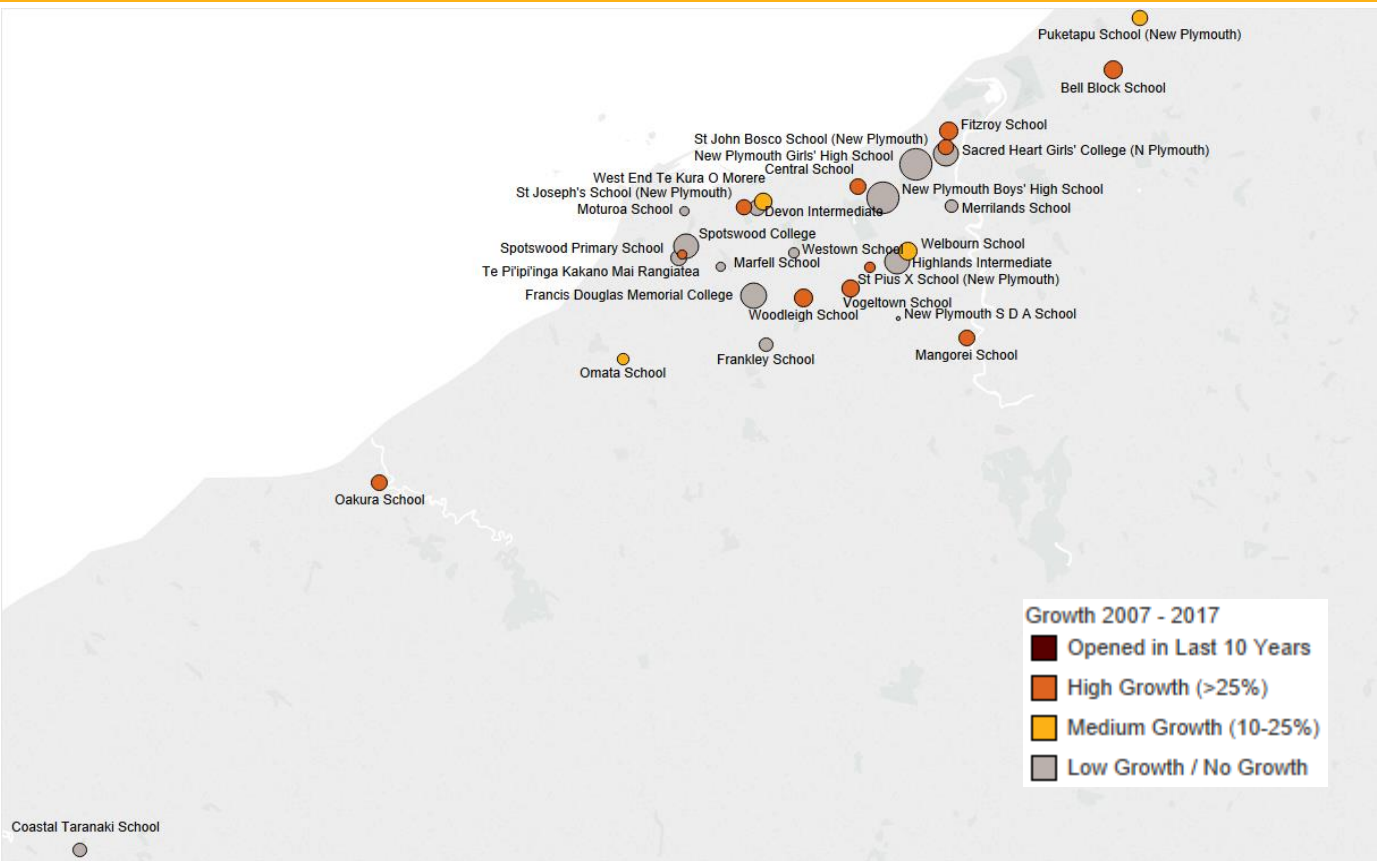 Puketapu School (New Plymouth)
Bell Block School
Fitzroy School
St John Bosco School (New Plymouth)
Sacred Heart Girls' College (N Plymouth)
New Plymouth Girls' High School
Central School
West End Te Kura O Morere
New Plymouth Boys' High School
St Joseph's School (New Plymouth)
Moturoa School
Devon Intermediate
Merrilands School
Spotswood College
Spotswood Primary School
Westown School
Welbourn School
Te Pi'ipi'inga Kakano Mai Rangiatea
Marfell School
Highlands Intermediate
St Pius X School (New Plymouth)
Francis Douglas Memorial College
Vogeltown School
Woodleigh School
New Plymouth S D A School
Frankley School
Mangorei School
Omata School
Oakura School
Growth 2007 - 2017
Opened in Last 10 Years
High Growth (>25%)
Medium Growth (10-25%)
Low Growth / No Growth
Coastal Taranaki School